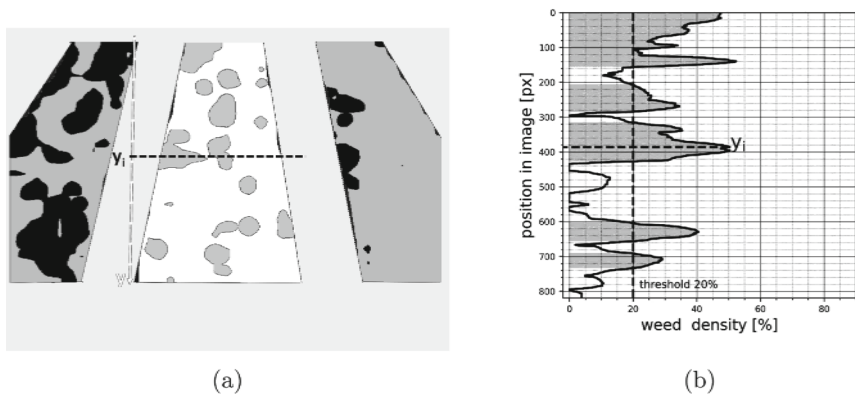 yᵢ
y
(a)
0
100
200
300
400
500
600
700
800
position in image [px]
yᵢ
threshold 20%
0 20 40 60 80
weed density [%]
(b)